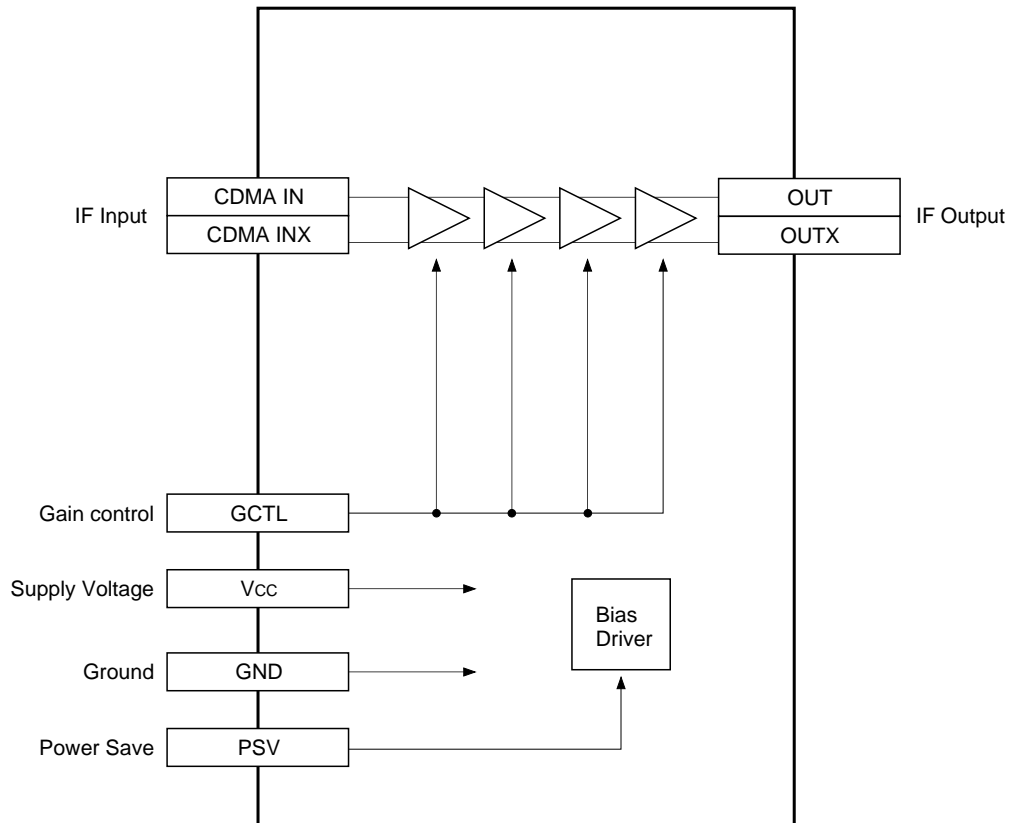 IF Input
CDMA IN
CDMA INX
OUT
OUTX
IF Output
Gain control
GCTL
Supply Voltage
VCC
Bias
Driver
Ground
GND
Power Save
PSV